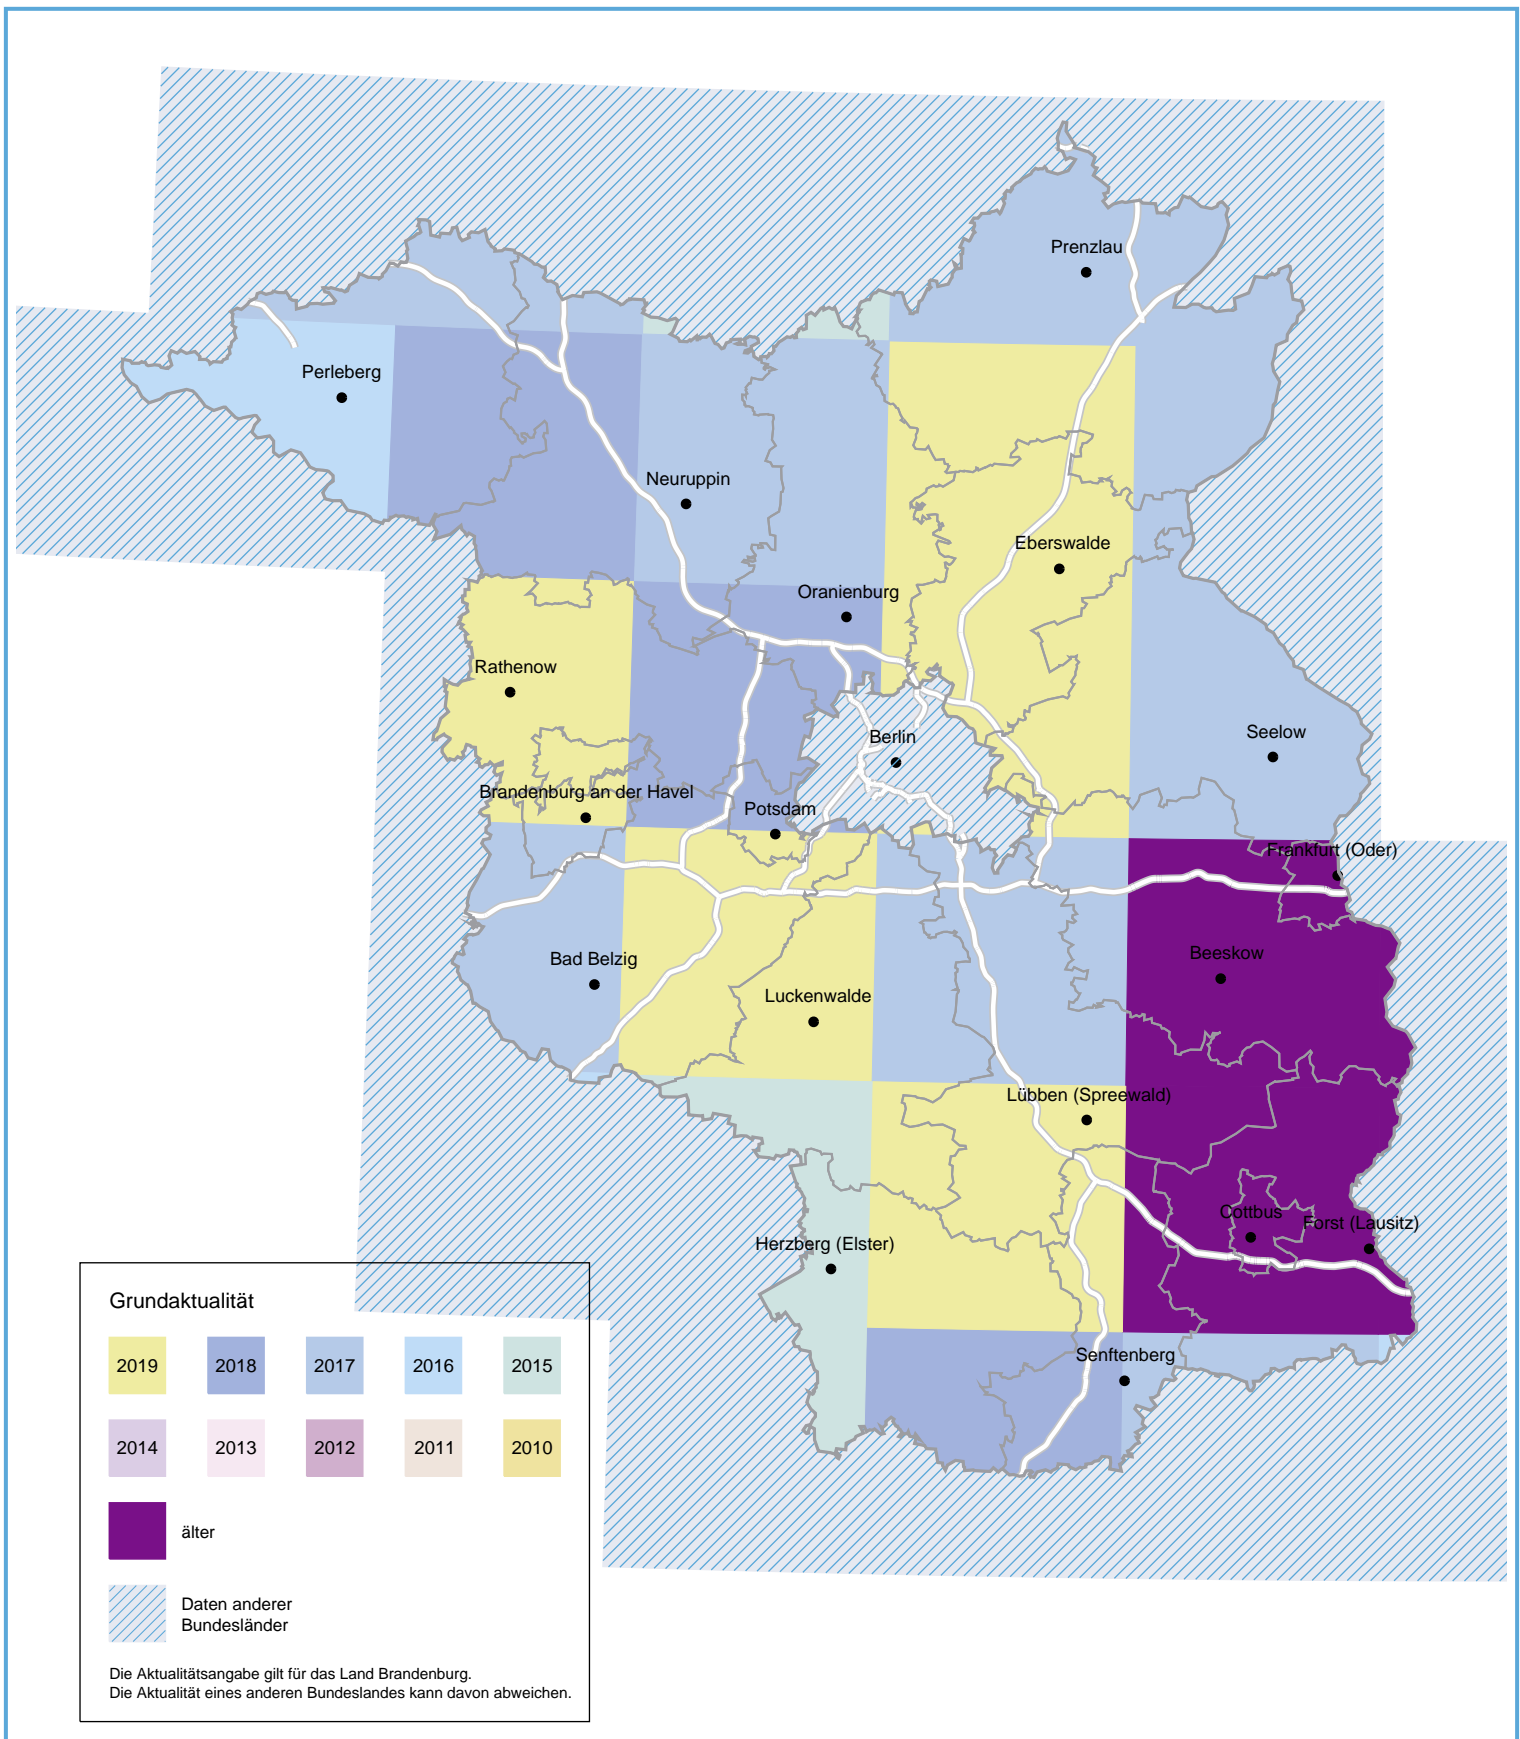 Prenzlau
Perleberg
Neuruppin
Eberswalde
Oranienburg
Rathenow
Seelow
Berlin
Brandenburg an der Havel
Potsdam
Frankfurt (Oder)
Beeskow
Bad Belzig
Luckenwalde
Lübben (Spreewald)
Cottbus
Forst (Lausitz)
Herzberg (Elster)
Senftenberg
Grundaktualität
2019 2018 2017 2016 2015
2014 2013 2012 2011 2010
älter
Daten anderer
Bundesländer
Die Aktualitätsangabe gilt für das Land Brandenburg.
Die Aktualität eines anderen Bundeslandes kann davon abweichen.